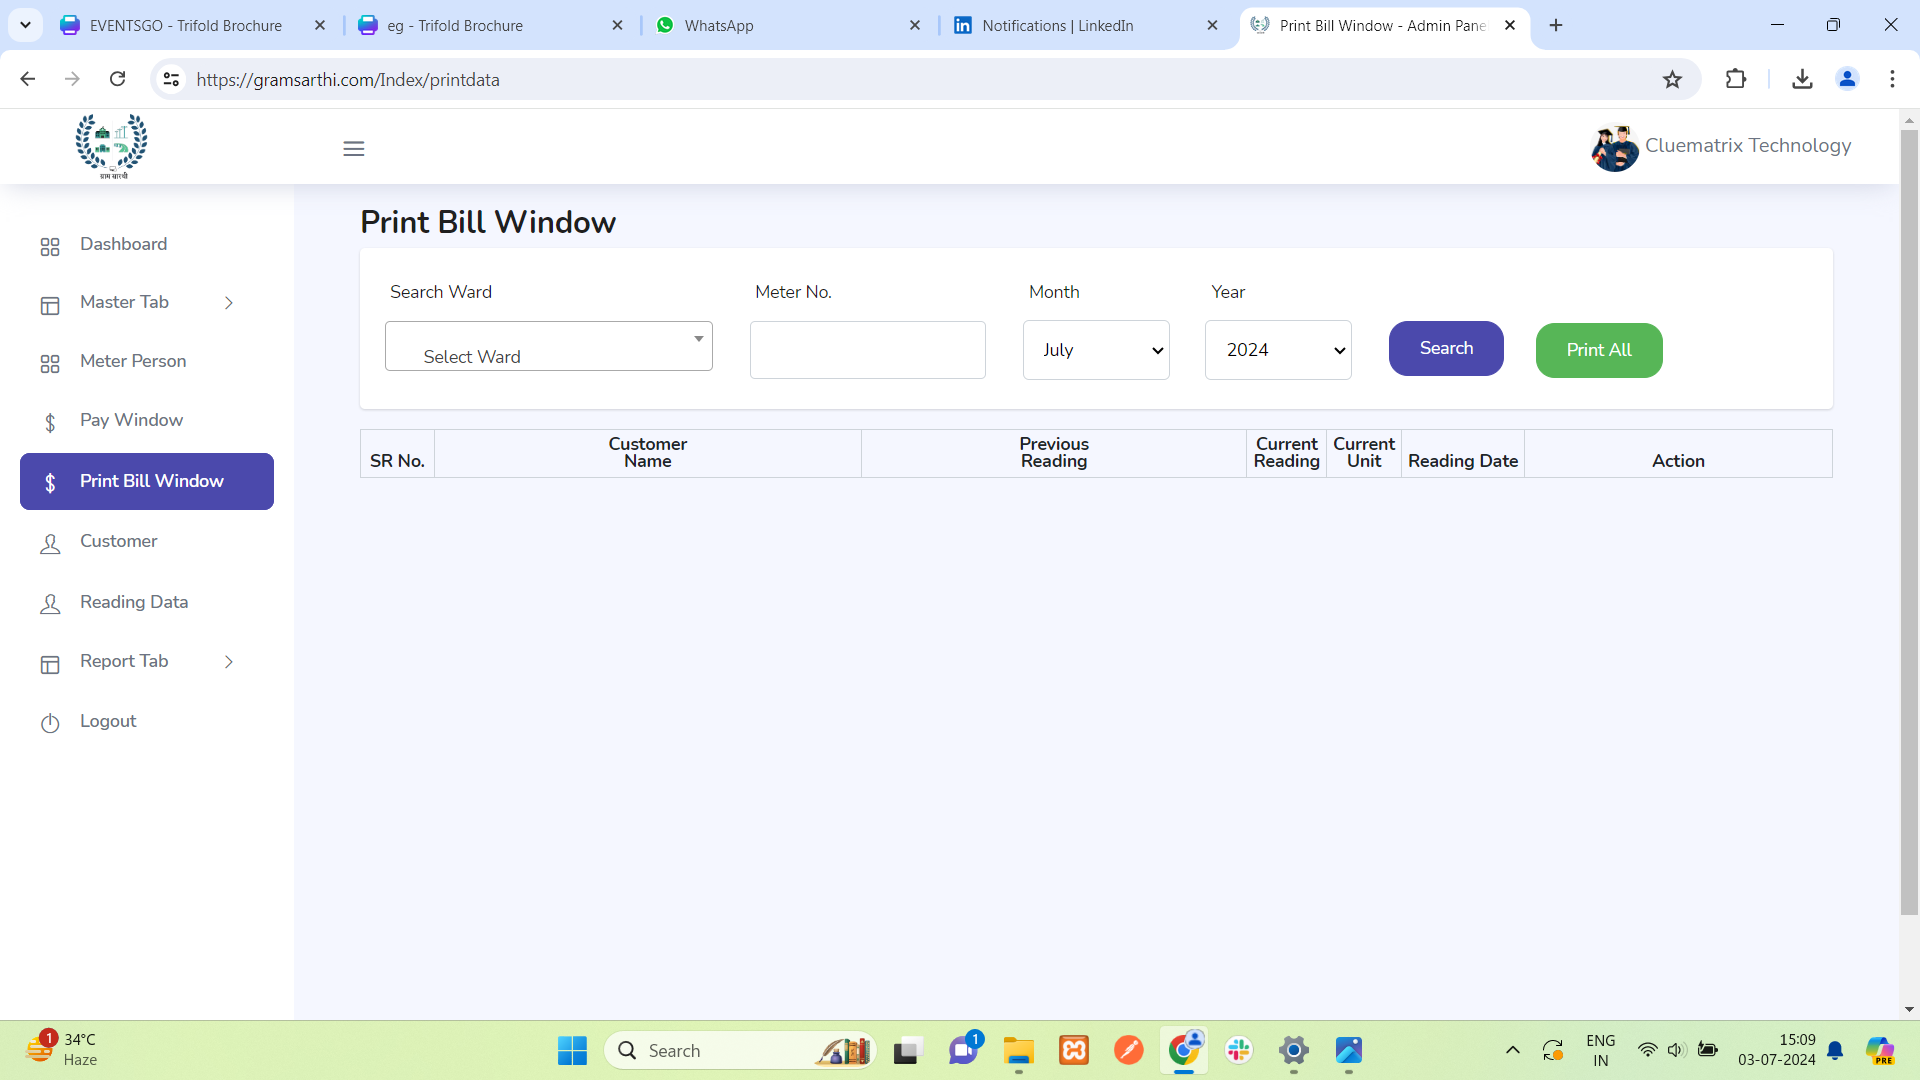 EVENTSGO - Trifold Brochure
eg - Trifold Brochure
WhatsApp
Notifications | LinkedIn
Print Bill Window - Admin Pane
https://gramsarthi.com/Index/printdata
ग्राम सारथी
Cluematrix Technology
Dashboard
Master Tab
Meter Person
Pay Window
Print Bill Window
Customer
Reading Data
Report Tab
Logout
Print Bill Window
Search Ward
Meter No.
Month
Year
Select Ward
July
2024
Search
Print All
SR No.
Customer
Name
Previous
Reading
Current
Reading
Current
Unit
Reading Date
Action
1
34°C
Haze
Search
1
ENG
IN
15:09
03-07-2024
PRE